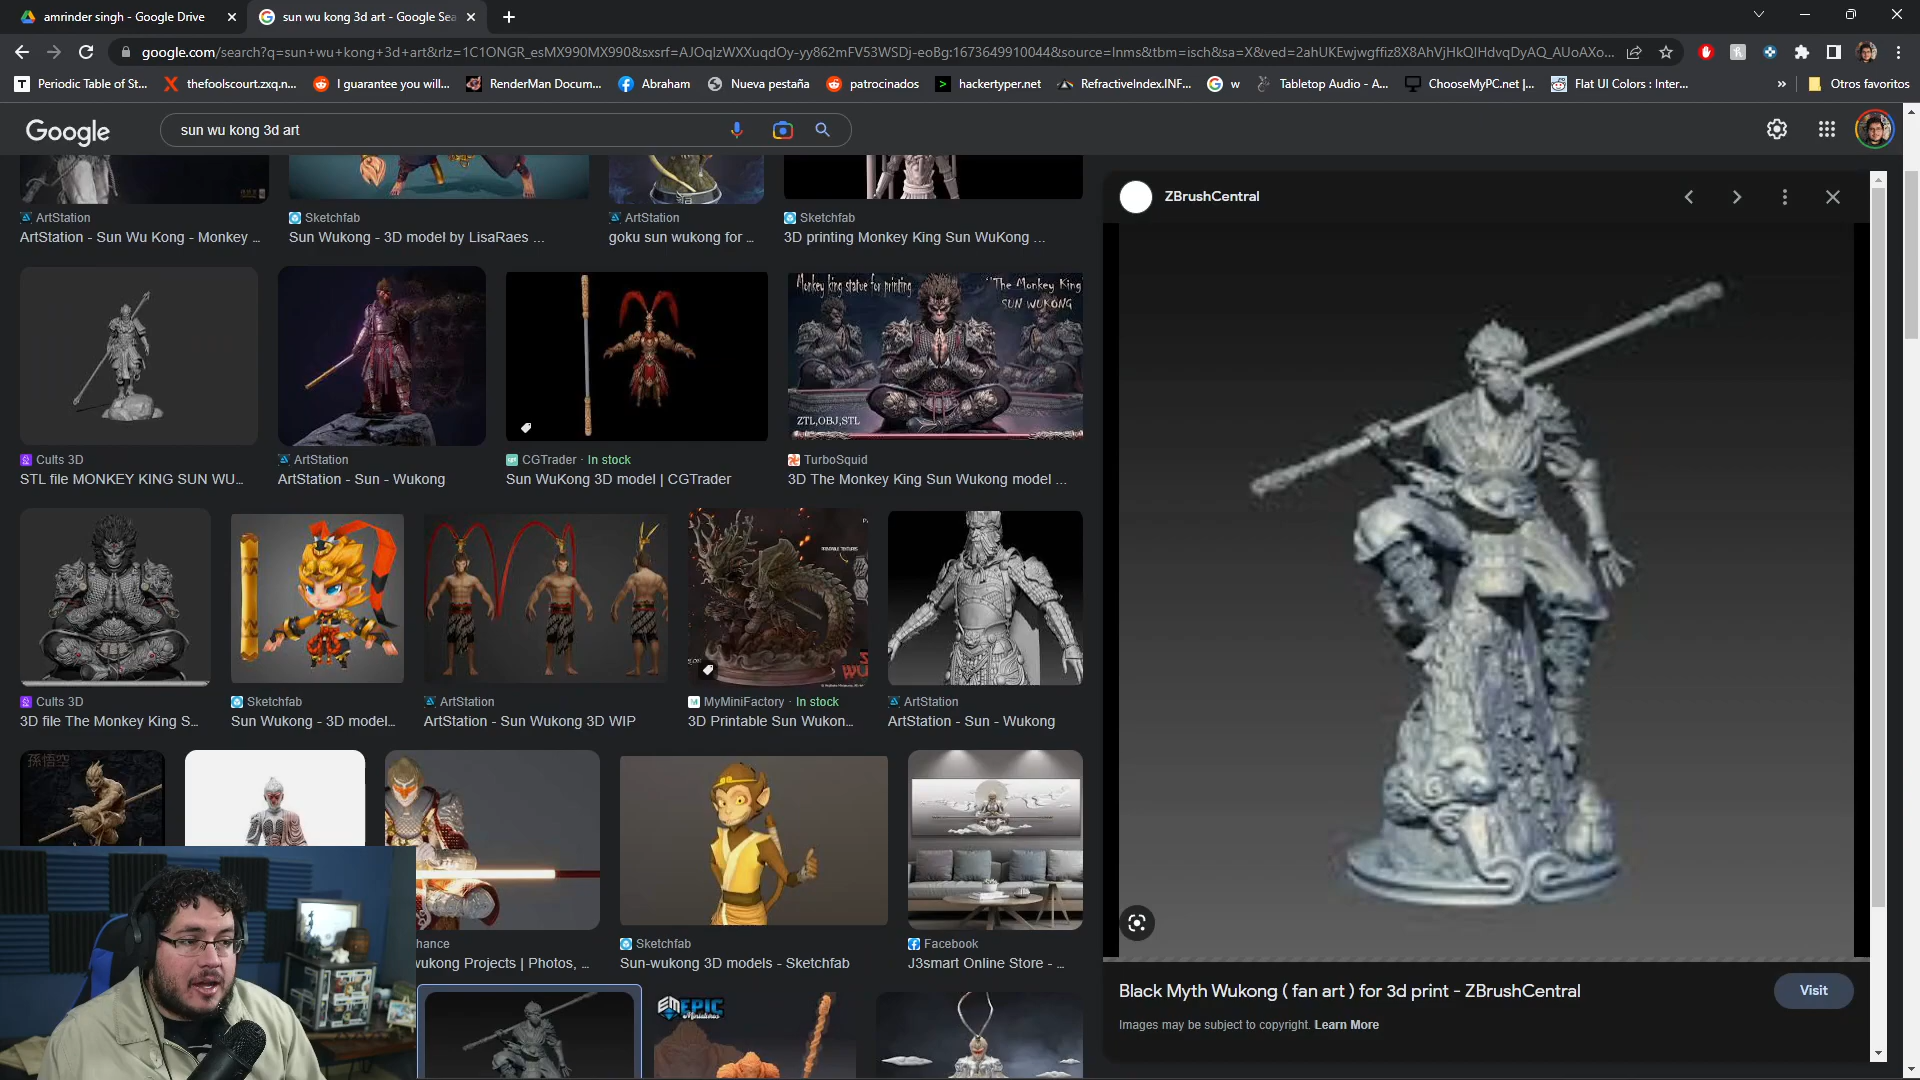 amrinder singh - Google Drive
sun wu kong 3d art - Google Sea
google.com/search?q=sun+wu+kong+3d+art&rlz=1C1ONGR_esMX990MX990&sxsrf=AJOqlzWXXuqdOy-yy862mFV53WSDj-eoBg:1673649910044&source=lnms&tbm=isch&sa=X&ved=2ahUKEwjwgffiz8X8AhVjHkQIHdvqDyAQ_AUoAXo...
Periodic Table of St...
thefoolscourt.zxq.n...
I guarantee you will...
RenderMan Docum...
Abraham
Nueva pestaña
patrocinados
hackertyper.net
RefractiveIndex.INF...
w
Tabletop Audio - A...
ChooseMyPC.net |...
Flat UI Colors : Inter...
»
Otros favoritos
Google
sun wu kong 3d art
ArtStation
ArtStation - Sun Wu Kong - Monkey ...
Sketchfab
Sun Wukong - 3D model by LisaRaes ...
ArtStation
goku sun wukong for ...
Sketchfab
3D printing Monkey King Sun WuKong ...
ZBrushCentral
Monkey king statue for printing
"The Monkey King
SUN WUKONG
ZTL,OBJ,STL
Cults 3D
STL file MONKEY KING SUN WU...
ArtStation
ArtStation - Sun - Wukong
CGTrader · In stock
Sun WuKong 3D model | CGTrader
TurboSquid
3D The Monkey King Sun Wukong model ...
Cults 3D
3D file The Monkey King S...
Sketchfab
Sun Wukong - 3D model...
ArtStation
ArtStation - Sun Wukong 3D WIP
MyMiniFactory · In stock
3D Printable Sun Wukon...
ArtStation
ArtStation - Sun - Wukong
孫悟空
hance
wukong Projects | Photos, ...
Sketchfab
Sun-wukong 3D models - Sketchfab
Facebook
J3smart Online Store - ...
EPIC
Miniatures
Black Myth Wukong ( fan art ) for 3d print - ZBrushCentral
Visit
Images may be subject to copyright. Learn More